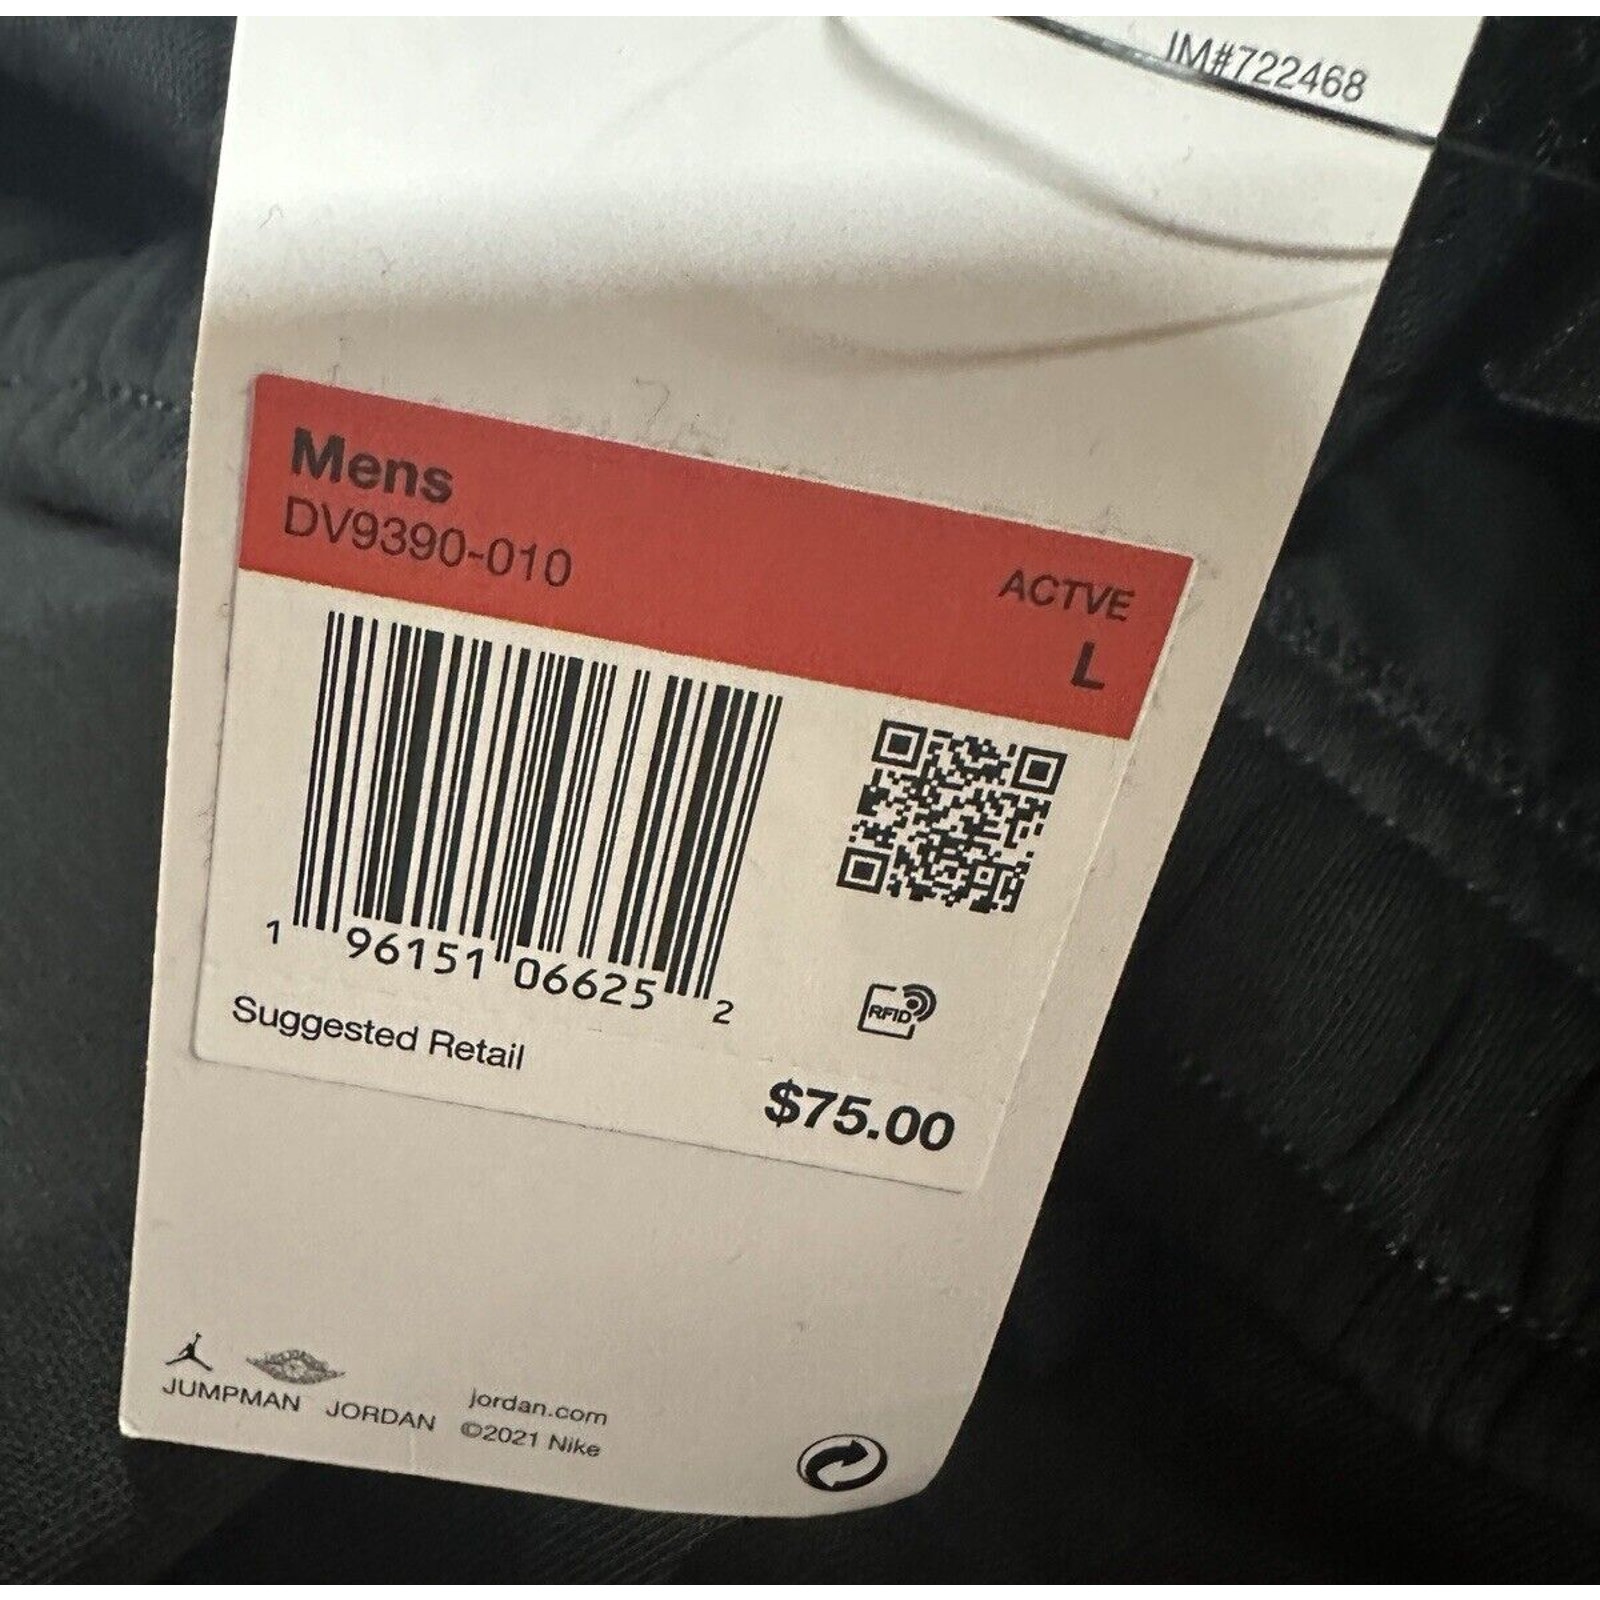 IM#722468
Mens
DV9390-010
ACTVE
L
1 96151 06625 2
RFID
Suggested Retail
$75.00
JUMPMAN JORDAN
jordan.com
©2021 Nike